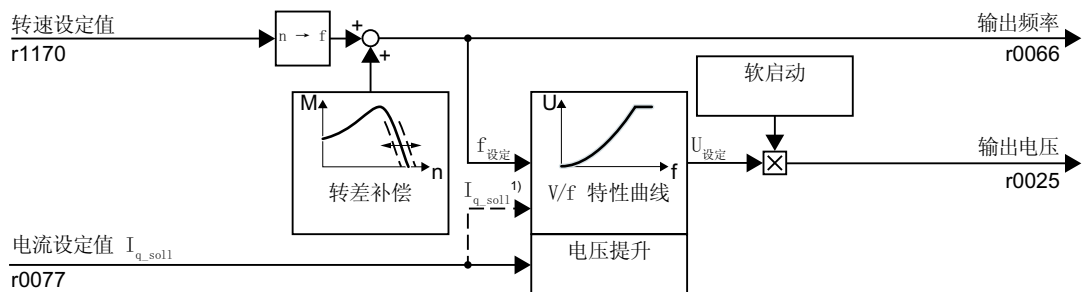 转速设定值
r1170
n → f
+
+
输出频率
r0066
软启动
M
n
转差补偿
U
f
V/f 特性曲线
f设定
U设定
输出电压
r0025
Iq_soll1)
电压提升
电流设定值 Iq_soll
r0077